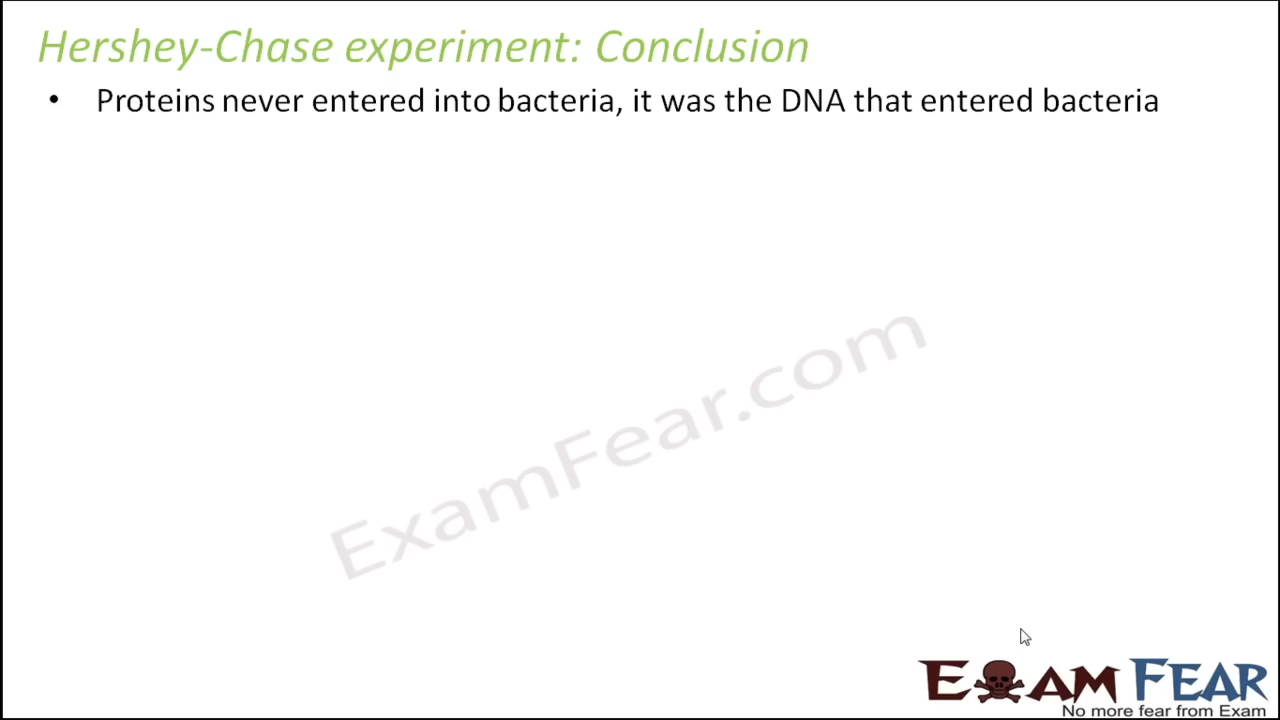 Hershey-Chase experiment: Conclusion
• Proteins never entered into bacteria, it was the DNA that entered bacteria
ExamFear.com
EXAM FEAR
No more fear from Exam